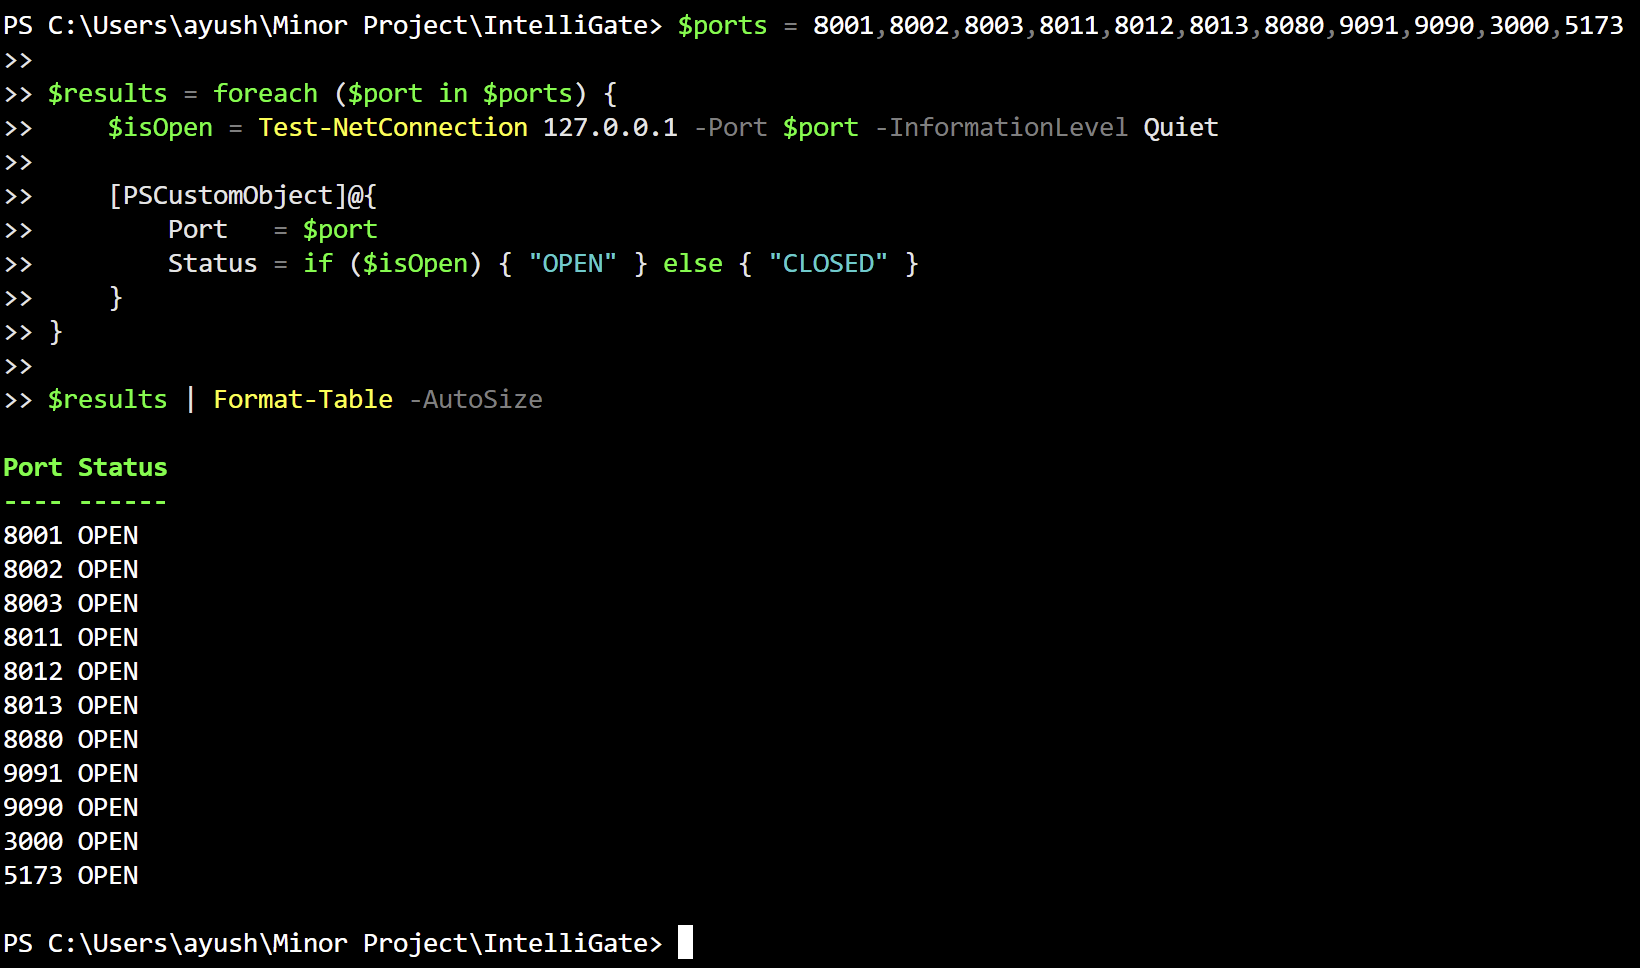 PS C:\Users\ayush\Minor Project\IntelliGate> $ports = 8001,8002,8003,8011,8012,8013,8080,9091,9090,3000,5173
>>
>> $results = foreach ($port in $ports) {
>>     $isOpen = Test-NetConnection 127.0.0.1 -Port $port -InformationLevel Quiet
>>
>>     [PSCustomObject]@{
>>         Port   = $port
>>         Status = if ($isOpen) { "OPEN" } else { "CLOSED" }
>>     }
>> }
>>
>> $results | Format-Table -AutoSize

Port Status
---- ------
8001 OPEN
8002 OPEN
8003 OPEN
8011 OPEN
8012 OPEN
8013 OPEN
8080 OPEN
9091 OPEN
9090 OPEN
3000 OPEN
5173 OPEN

PS C:\Users\ayush\Minor Project\IntelliGate>